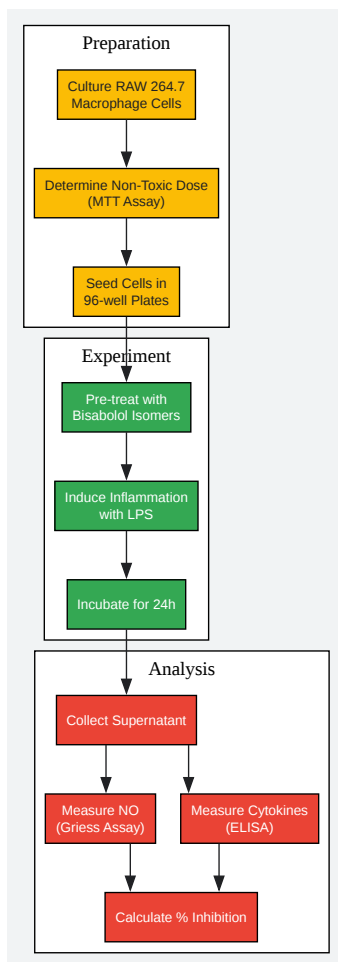 Preparation
Culture RAW 264.7
Macrophage Cells
Determine Non-Toxic Dose
(MTT Assay)
Seed Cells in
96-well Plates
Experiment
Pre-treat with
Bisabolol Isomers
Induce Inflammation
with LPS
Incubate for 24h
Analysis
Collect Supernatant
Measure NO
(Griess Assay)
Measure Cytokines
(ELISA)
Calculate % Inhibition